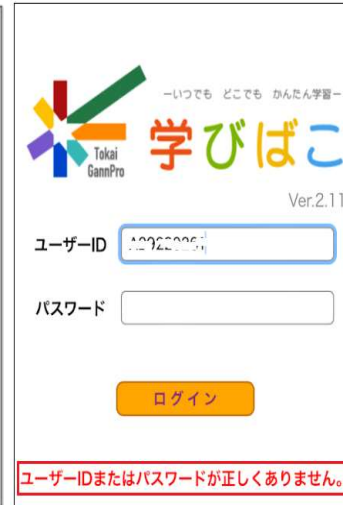 −いつでも どこでも かんたん学習−
学びばこ
Tokai
GannPro
Ver.2.11
ユーザーID
パスワード
ログイン
ユーザーIDまたはパスワードが正しくありません。